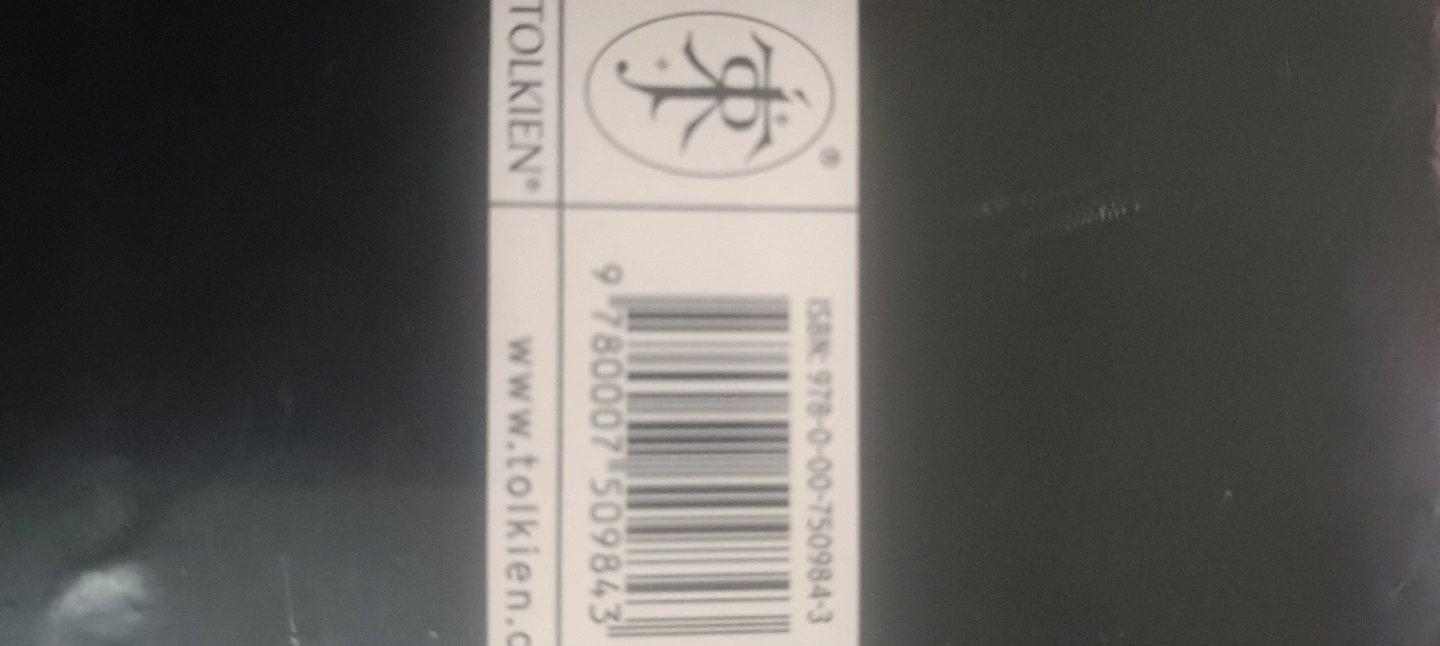 TOLKIEN®
®
ISBN: 978-0-00-750984-3
9 780007 509843
www.tolkien.c